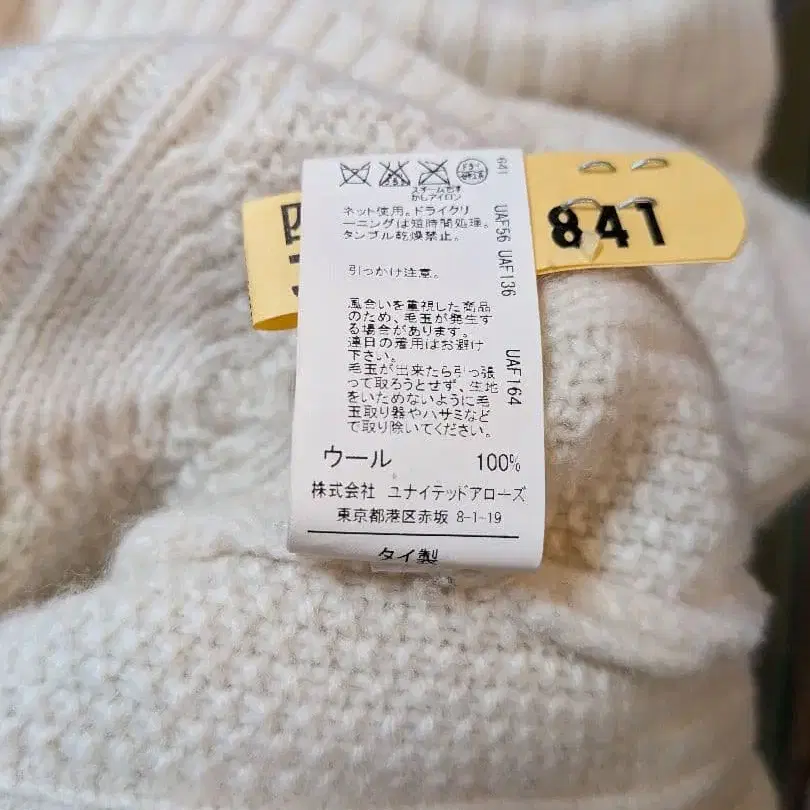 スチームで浮
かしアイロン
ネット使用。ドライクリ
ーニングは短時間処理。
タンブル乾燥禁止。
引っかけ注意。
風合いを重視した商品
のため、毛玉が発生す
る場合があります。
連日の着用はお避け
下さい。
毛玉が出来たら引っ張
って取ろうとせず、生地
をいためないように毛
玉取り器やハサミなど
で取り除いてください。
ウール 100%
株式会社 ユナイテッドアローズ
東京都港区赤坂 8-1-19
タイ製
641 UAF56 UAF136 UAF164
841